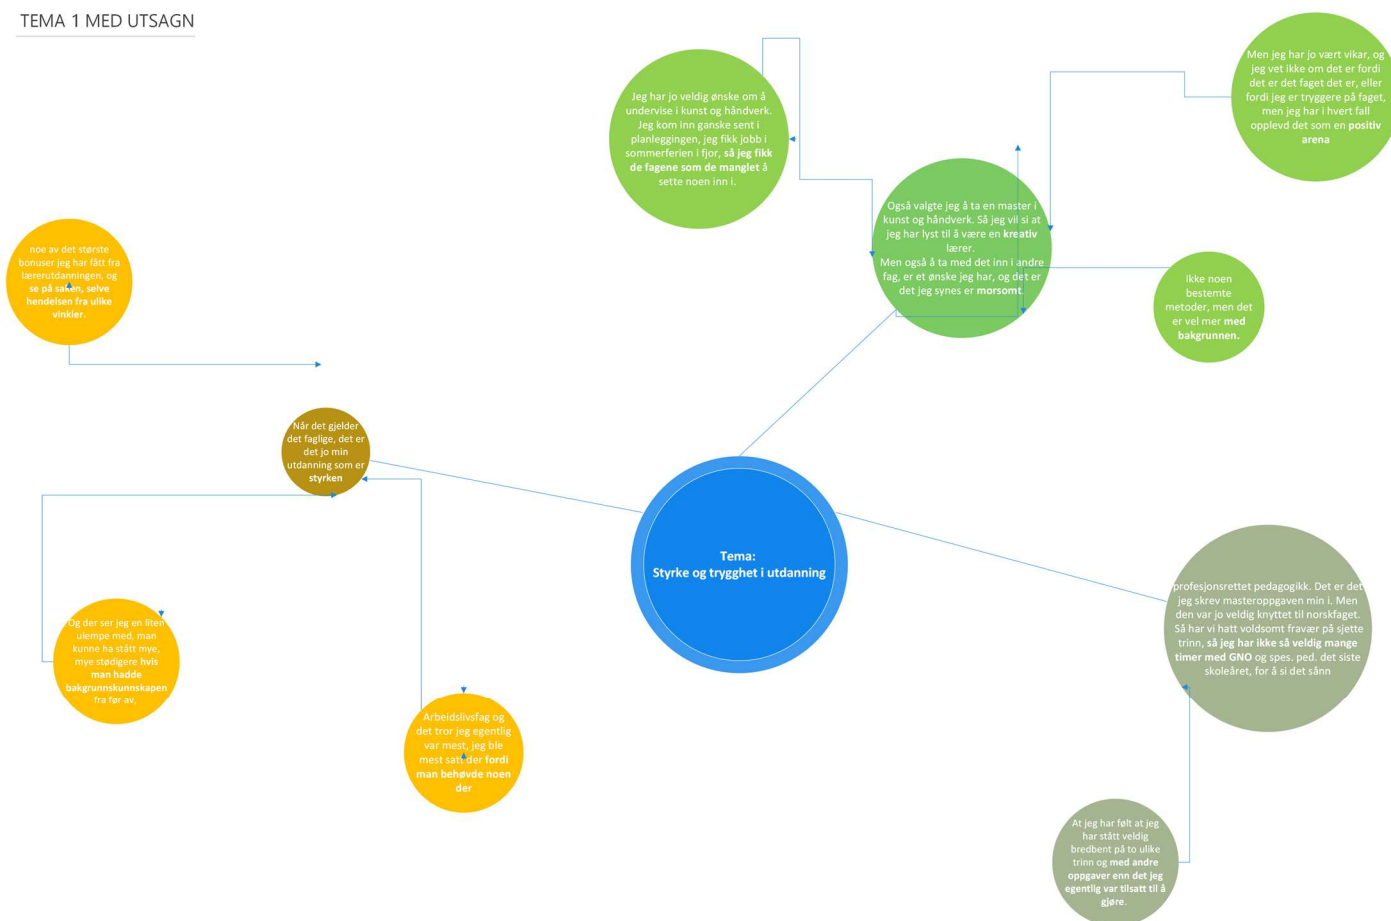 TEMA 1 MED UTSAGN
Jeg har jo veldig ønske om å
undervise i kunst og håndverk.
Jeg kom inn ganske sent i
planleggingen, jeg fikk jobb i
sommerferien i fjor, så jeg fikk
de fagene som de manglet å
sette noen inn i.
Men jeg har jo vært vikar, og
jeg vet ikke om det er fordi
det er det faget det er, eller
fordi jeg er tryggere på faget,
men jeg har i hvert fall
opplevd det som en positiv
arena
Også valgte jeg å ta en master i
kunst og håndverk. Så jeg vil si at
jeg har lyst til å være en kreativ
lærer.
Men også å ta med det inn i andre
fag, er et ønske jeg har, og det er
det jeg synes er morsomt.
Ikke noen
bestemte
metoder, men det
er vel mer med
bakgrunnen.
noe av det største
bonuser jeg har fått fra
lærerutdanningen, og
se på saken, selve
hendelsen fra ulike
vinkler.
Når det gjelder
det faglige, det er
det jo min
utdanning som er
styrken
Tema:
Styrke og trygghet i utdanning
Og der ser jeg en liten
ulempe med, man
kunne ha stått mye,
mye stødigere hvis
man hadde
bakgrunnskunnskapen
fra før av,
Arbeidslivsfag og
det tror jeg egentlig
var mest, jeg ble
mest satt der fordi
man behøvde noen
der
profesjonsrettet pedagogikk. Det er det
jeg skrev masteroppgaven min i. Men
den var jo veldig knyttet til norskfaget.
Så har vi hatt voldsomt fravær på sjette
trinn, så jeg har ikke så veldig mange
timer med GNO og spes. ped. det siste
skoleåret, for å si det sånn
At jeg har følt at jeg
har stått veldig
bredbent på to ulike
trinn og med andre
oppgaver enn det jeg
egentlig var tilsatt til å
gjøre.